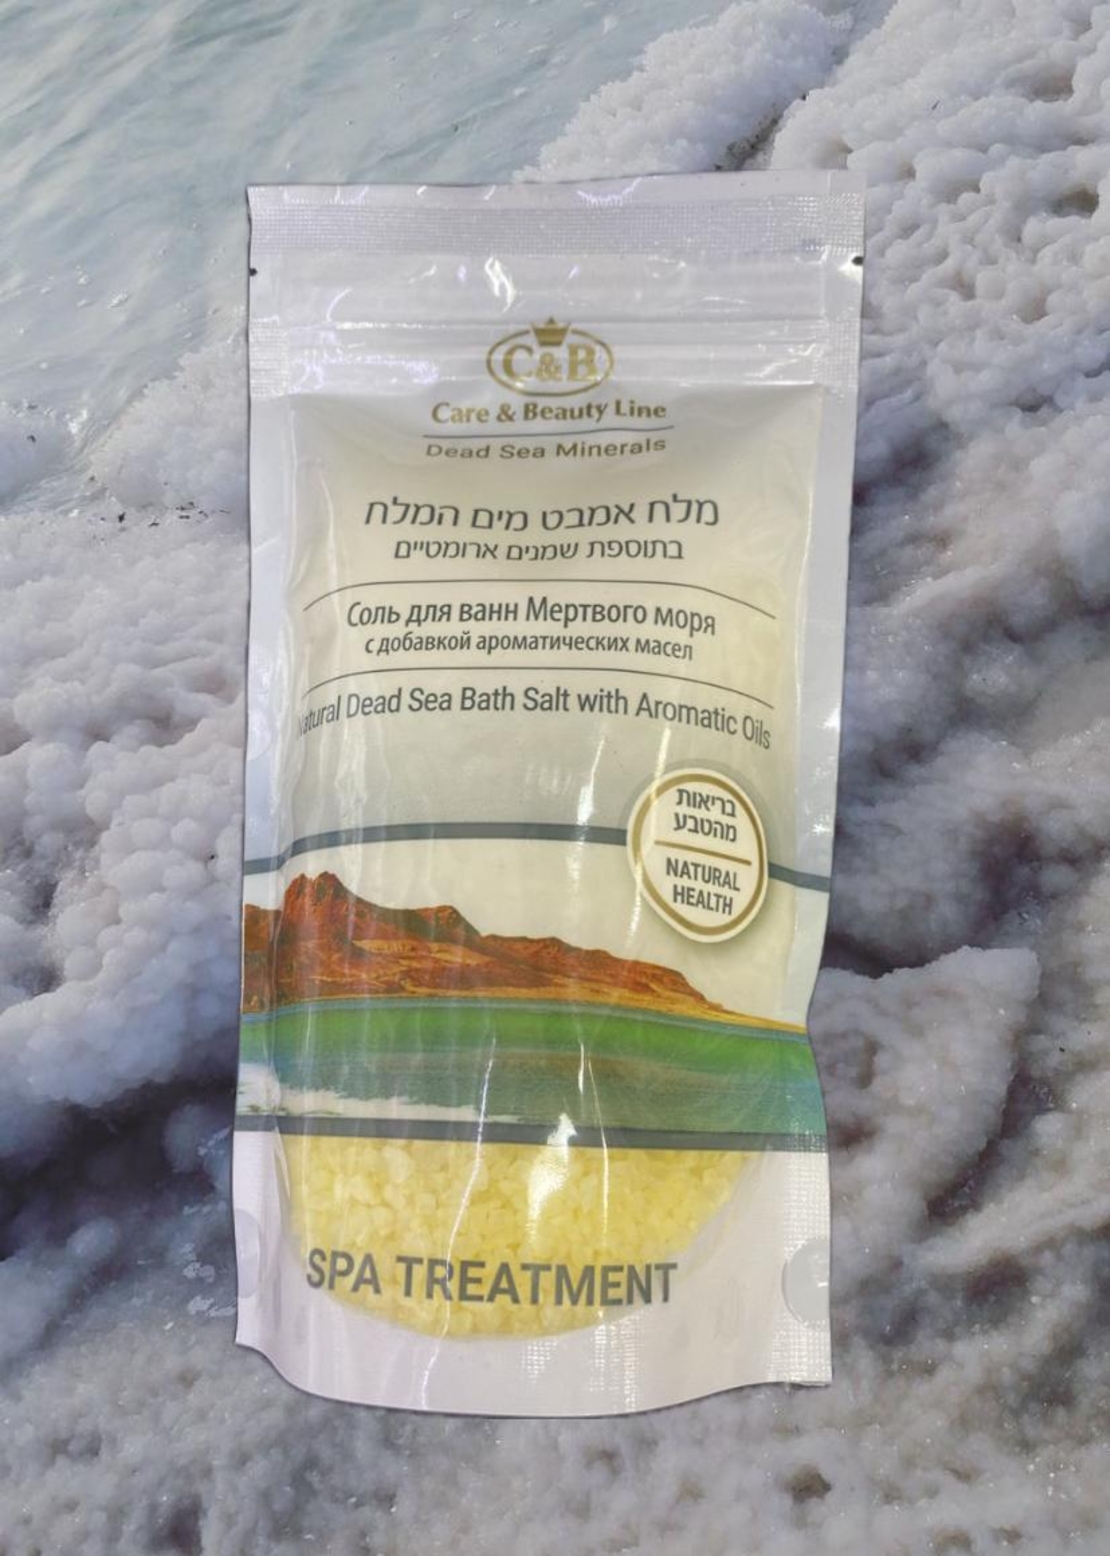 C&B
Care & Beauty Line
Dead Sea Minerals
מלח אמבט מים המלח
בתוספת שמנים ארומטיים
Соль для ванн Мертвого моря
с добавкой ароматических масел
Natural Dead Sea Bath Salt with Aromatic Oils
בריאות
מהטבע
NATURAL
HEALTH
SPA TREATMENT